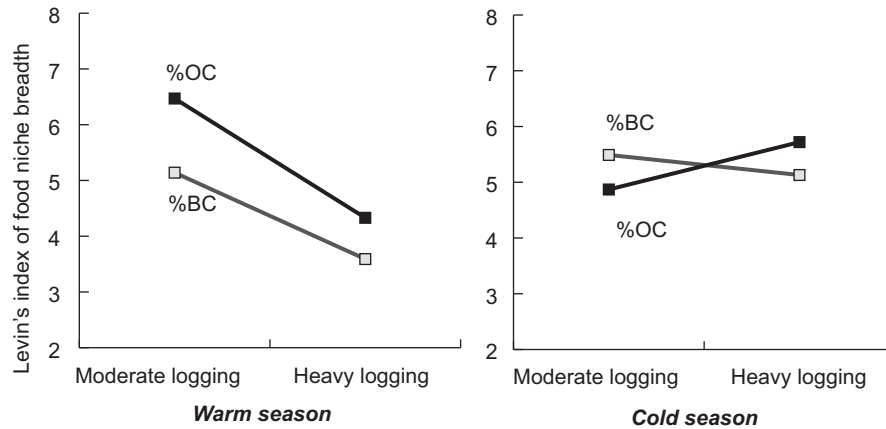 Levin's index of food niche breadth
8
7
6
5
4
3
2
%OC
%BC
Moderate logging
Heavy logging
Warm season
8
7
6
5
4
3
2
%BC
%OC
Moderate logging
Heavy logging
Cold season